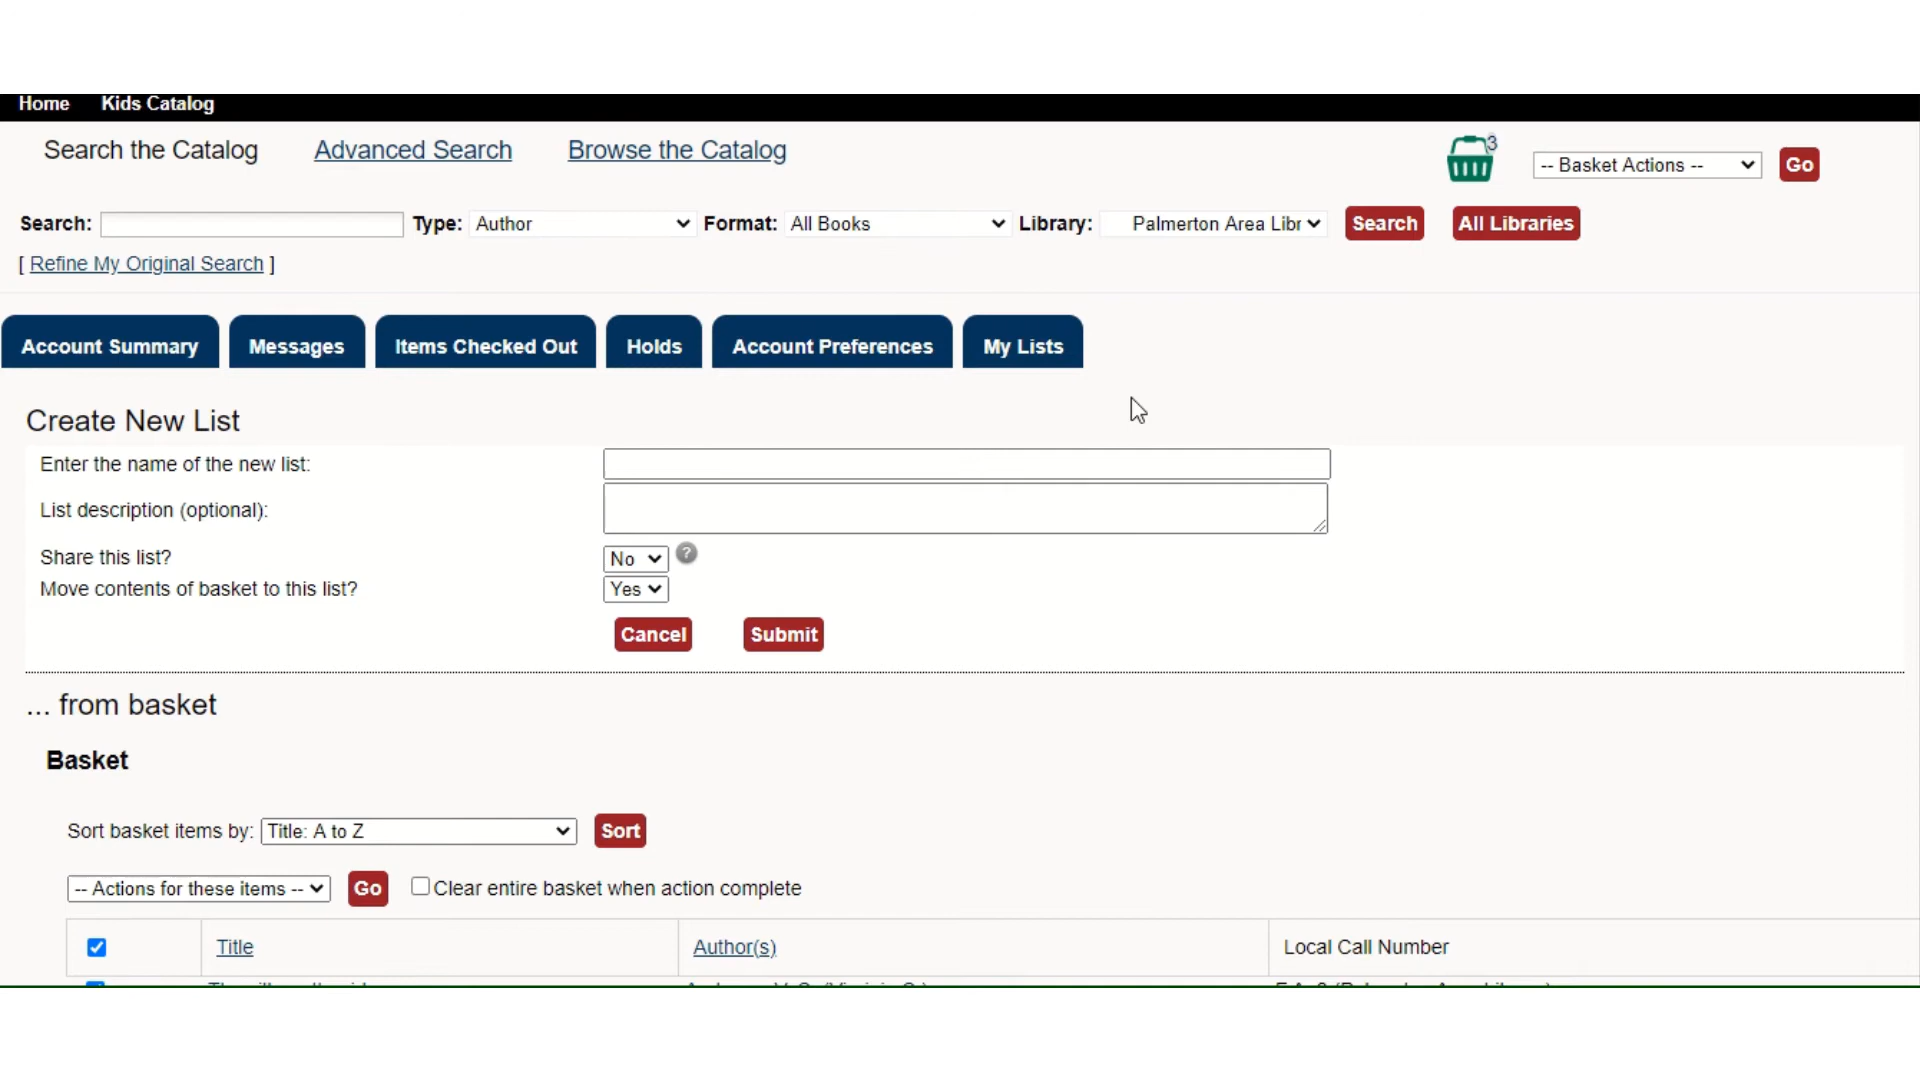 Home Kids Catalog
Search the Catalog Advanced Search Browse the Catalog 3 -- Basket Actions -- Go
Search: Type: Author Format: All Books Library: Palmerton Area Libr Search All Libraries
[ Refine My Original Search ]
Account Summary Messages Items Checked Out Holds Account Preferences My Lists
Create New List
Enter the name of the new list:
List description (optional):
Share this list? No ?
Move contents of basket to this list? Yes
Cancel Submit
... from basket
Basket
Sort basket items by: Title: A to Z Sort
-- Actions for these items -- Go Clear entire basket when action complete
Title Author(s) Local Call Number